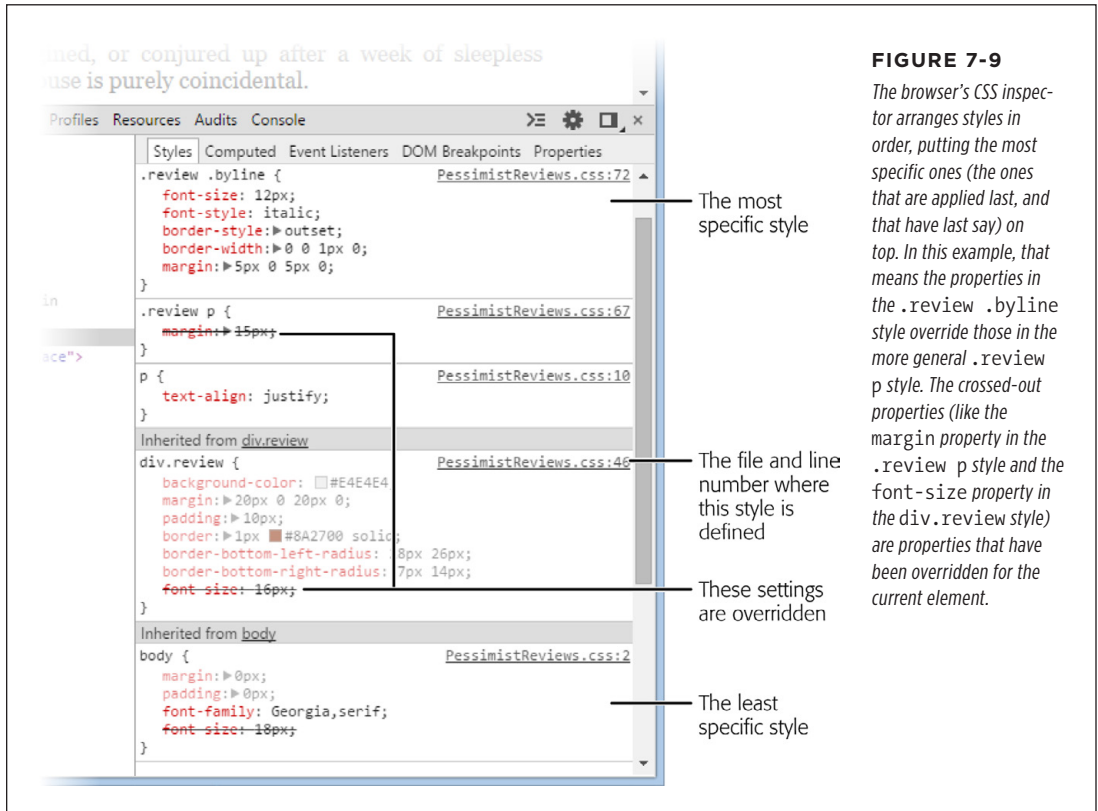 ined, or conjured up after a week of sleepless
use is purely coincidental.
Profiles Resources Audits Console
Styles Computed Event Listeners DOM Breakpoints Properties
.review .byline { PessimistReviews.css:72
font-size: 12px;
font-style: italic;
border-style:▶outset;
border-width:▶0 0 1px 0;
margin:▶5px 0 5px 0;
}
in
.review p { PessimistReviews.css:67
margin:▶15px;
}
ace">
p { PessimistReviews.css:10
text-align: justify;
}
Inherited from div.review
div.review { PessimistReviews.css:46
background-color: #E4E4E4
margin:▶20px 0 20px 0;
padding:▶10px;
border:▶1px #8A2700 solid;
border-bottom-left-radius: 8px 26px;
border-bottom-right-radius: 7px 14px;
font-size: 16px;
}
Inherited from body
body { PessimistReviews.css:2
margin:▶0px;
padding:▶0px;
font-family: Georgia,serif;
font-size: 18px;
}
The most
specific style
The file and line
number where
this style is
defined
These settings
are overridden
The least
specific style
FIGURE 7-9
The browser's CSS inspec-
tor arranges styles in
order, putting the most
specific ones (the ones
that are applied last, and
that have last say) on
top. In this example, that
means the properties in
the .review .byline
style override those in the
more general .review
p style. The crossed-out
properties (like the
margin property in the
.review p style and the
font-size property in
the div.review style)
are properties that have
been overridden for the
current element.